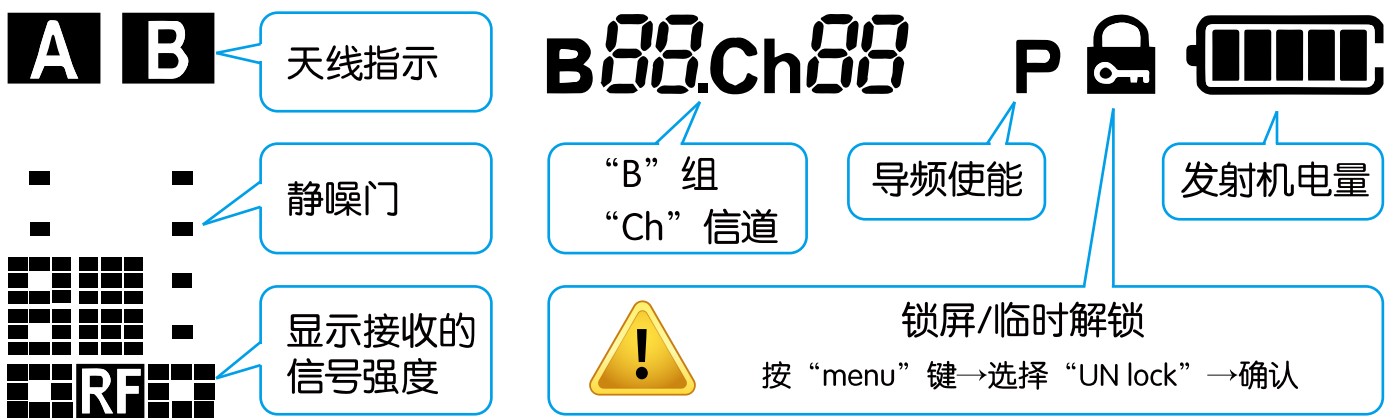 A B
天线指示
B88.Ch88
P
“B”组
“Ch”信道
导频使能
发射机电量
静噪门
显示接收的
信号强度
RF
锁屏/临时解锁
按“menu”键→选择“UN lock”→确认